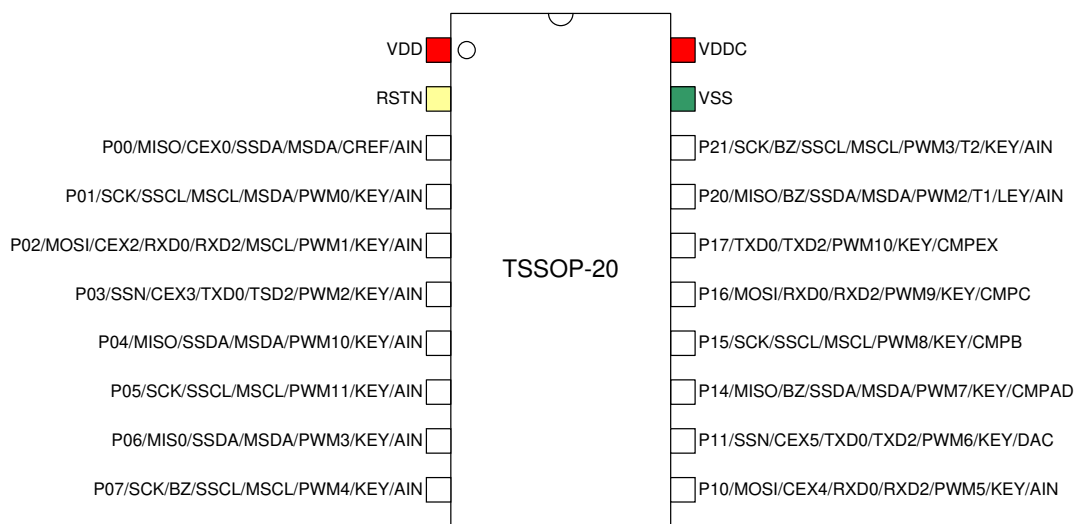 VDD
VDDC
RSTN
VSS
P00/MISO/CEX0/SSDA/MSDA/CREF/AIN
P21/SCK/BZ/SSCL/MSCL/PWM3/T2/KEY/AIN
P01/SCK/SSCL/MSCL/MSDA/PWM0/KEY/AIN
P20/MISO/BZ/SSDA/MSDA/PWM2/T1/LEY/AIN
P02/MOSI/CEX2/RXD0/RXD2/MSCL/PWM1/KEY/AIN
P17/TXD0/TXD2/PWM10/KEY/CMPEX
TSSOP-20
P03/SSN/CEX3/TXD0/TSD2/PWM2/KEY/AIN
P16/MOSI/RXD0/RXD2/PWM9/KEY/CMPC
P04/MISO/SSDA/MSDA/PWM10/KEY/AIN
P15/SCK/SSCL/MSCL/PWM8/KEY/CMPB
P05/SCK/SSCL/MSCL/PWM11/KEY/AIN
P14/MISO/BZ/SSDA/MSDA/PWM7/KEY/CMPAD
P06/MIS0/SSDA/MSDA/PWM3/KEY/AIN
P11/SSN/CEX5/TXD0/TXD2/PWM6/KEY/DAC
P07/SCK/BZ/SSCL/MSCL/PWM4/KEY/AIN
P10/MOSI/CEX4/RXD0/RXD2/PWM5/KEY/AIN